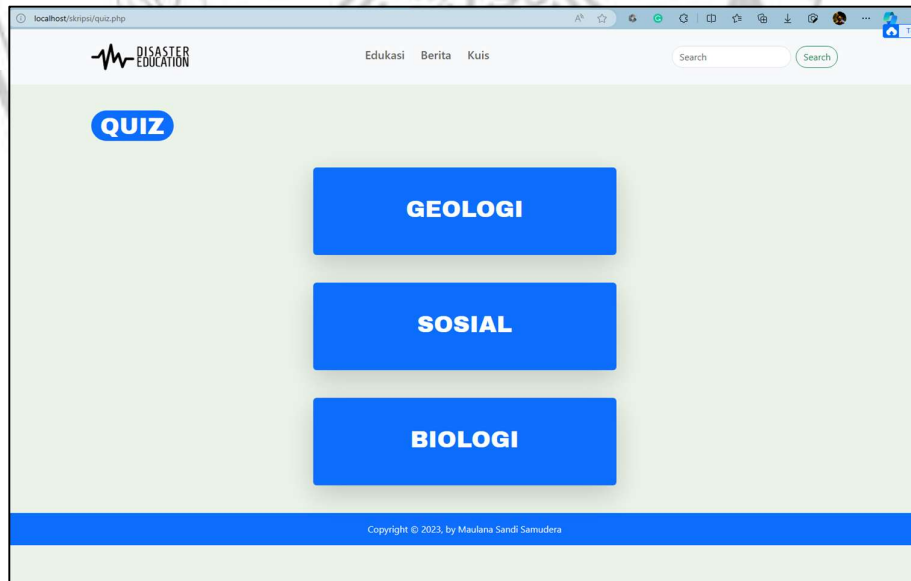 localhost/skripsi/quiz.php
DISASTER
EDUCATION
Edukasi Berita Kuis
Search Search
QUIZ
GEOLOGI
SOSIAL
BIOLOGI
Copyright © 2023, by Maulana Sandi Samudera